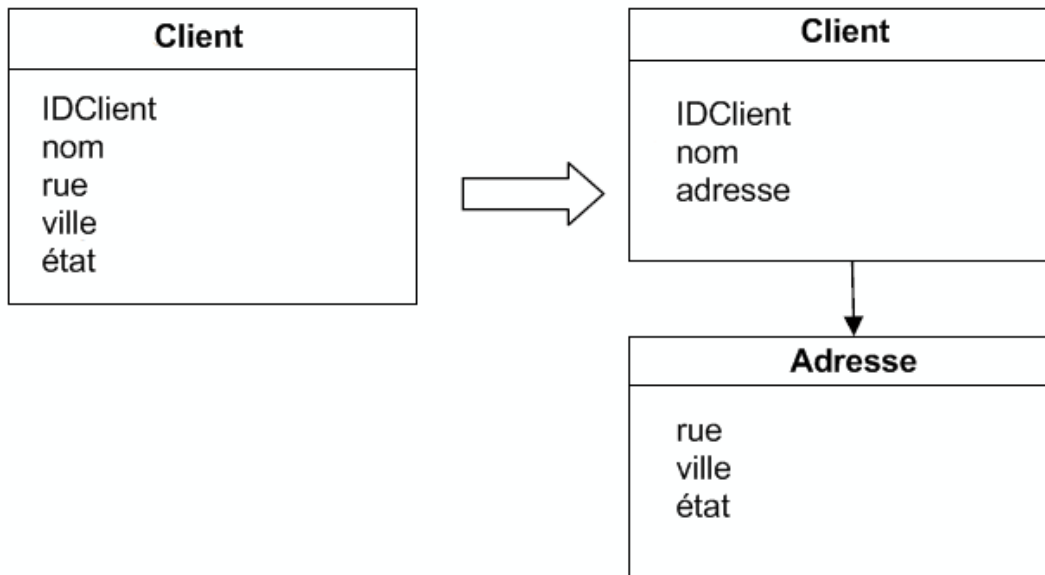 Client
IDClient
nom
rue
ville
état
Client
IDClient
nom
adresse
Adresse
rue
ville
état